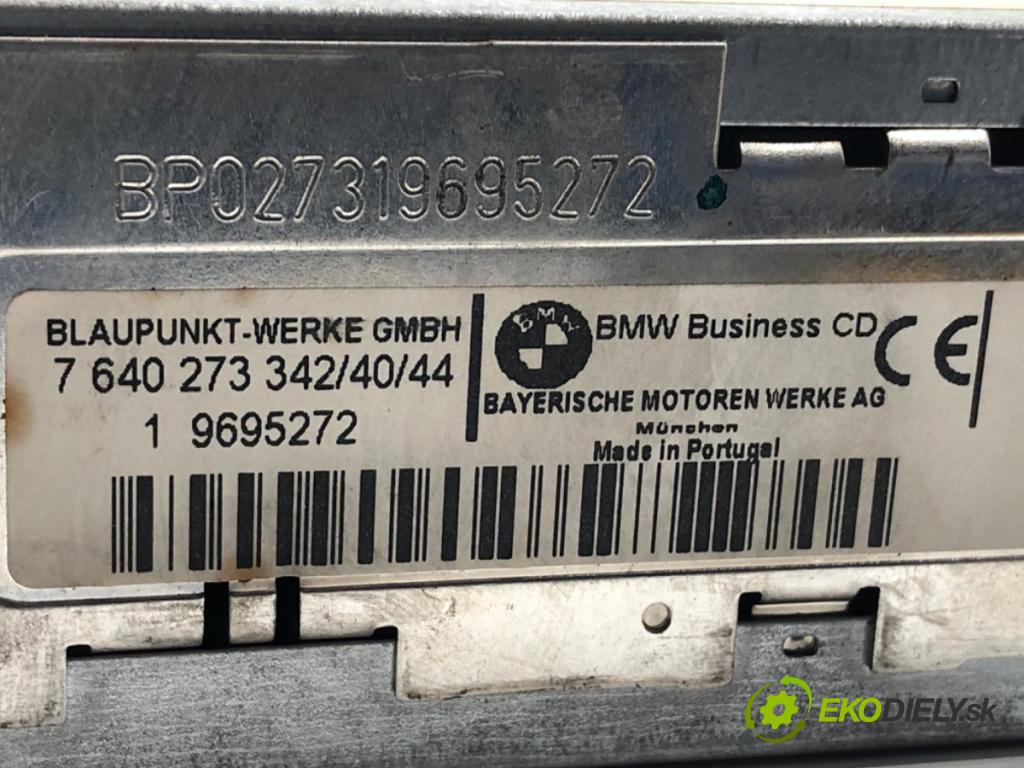 BP027319695272
BLAUPUNKT-WERKE GMBH
7 640 273 342/40/44
1 9695272
BMW
BMW Business CD
CE
BAYERISCHE MOTOREN WERKE AG
München
Made in Portugal
EKODIELY.sk